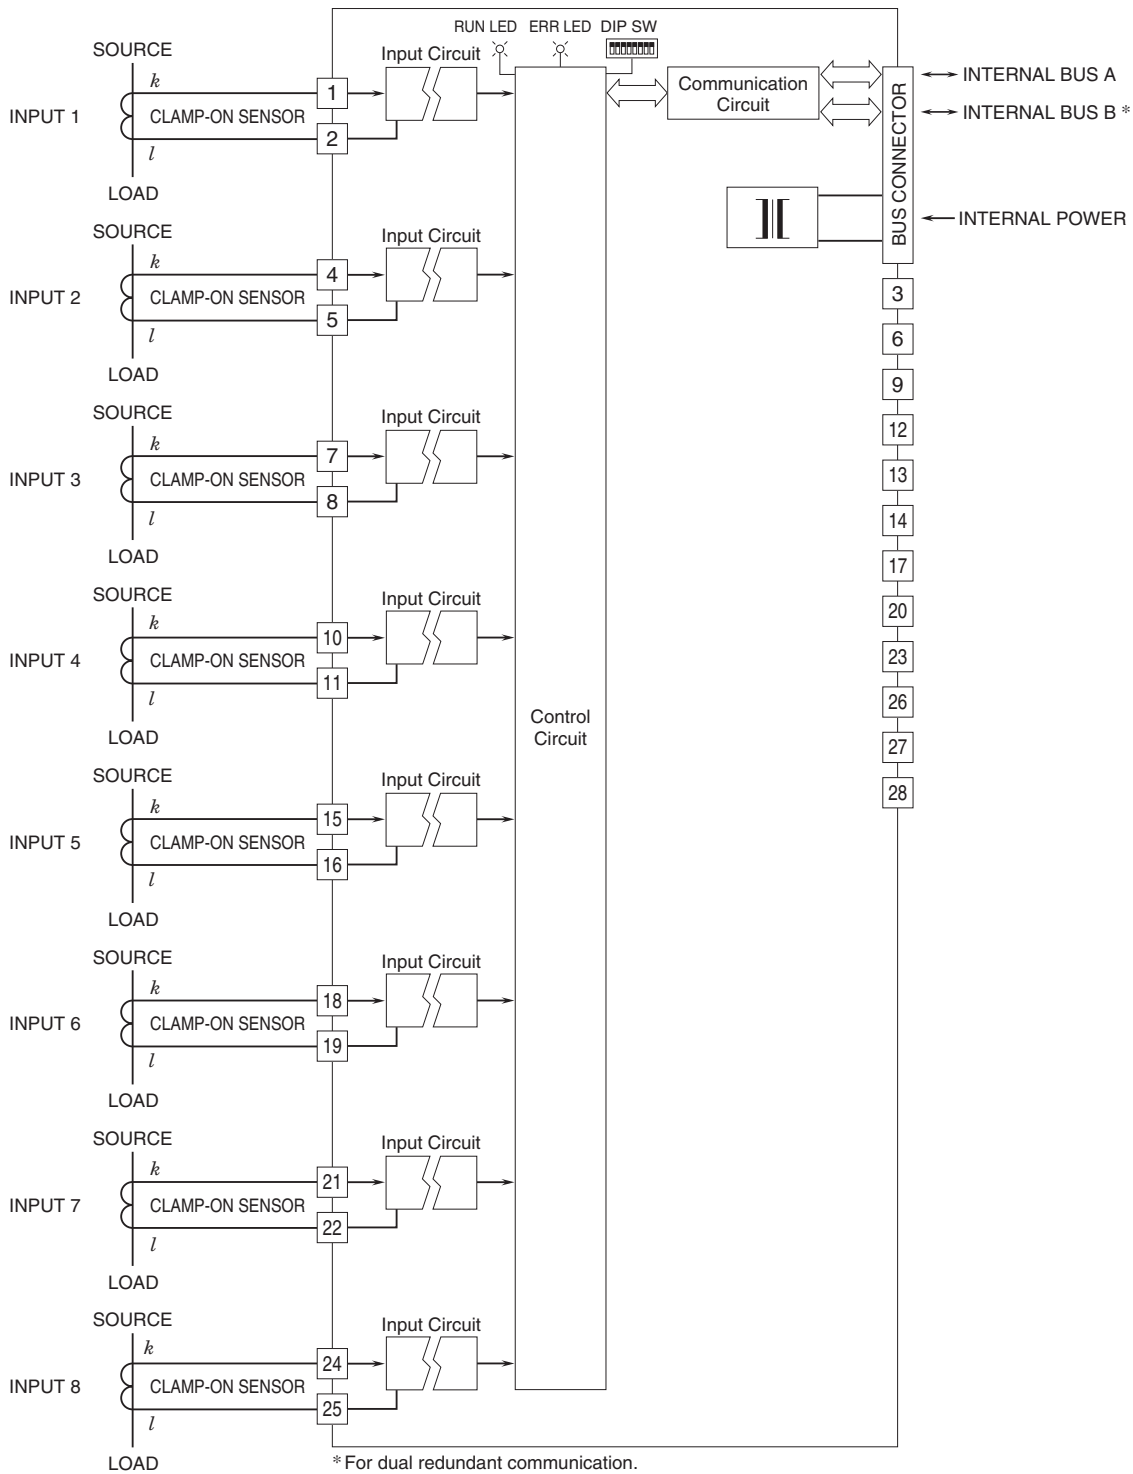 RUN LED ERR LED DIP SW
SOURCE
k
INPUT 1
CLAMP-ON SENSOR
l
LOAD
1
2
Input Circuit
Communication
Circuit
BUS CONNECTOR
INTERNAL BUS A
INTERNAL BUS B *
INTERNAL POWER
SOURCE
k
INPUT 2
CLAMP-ON SENSOR
l
LOAD
4
5
Input Circuit
SOURCE
k
INPUT 3
CLAMP-ON SENSOR
l
LOAD
7
8
Input Circuit
SOURCE
k
INPUT 4
CLAMP-ON SENSOR
l
LOAD
10
11
Input Circuit
Control
Circuit
SOURCE
k
INPUT 5
CLAMP-ON SENSOR
l
LOAD
15
16
Input Circuit
SOURCE
k
INPUT 6
CLAMP-ON SENSOR
l
LOAD
18
19
Input Circuit
SOURCE
k
INPUT 7
CLAMP-ON SENSOR
l
LOAD
21
22
Input Circuit
SOURCE
k
INPUT 8
CLAMP-ON SENSOR
l
LOAD
24
25
Input Circuit
3
6
9
12
13
14
17
20
23
26
27
28
* For dual redundant communication.